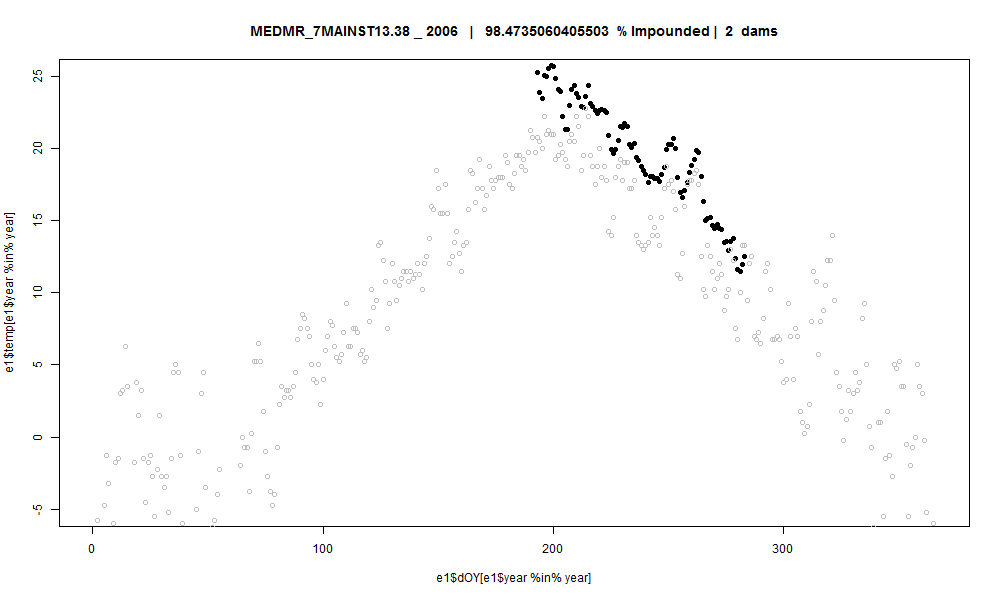 MEDMR_7MAINST13.38 _ 2006 | 98.4735060405503 % Impounded | 2 dams
e1$temp[e1$year %in% year]
25
20
15
10
5
0
-5
0 100 200 300
e1$dOY[e1$year %in% year]